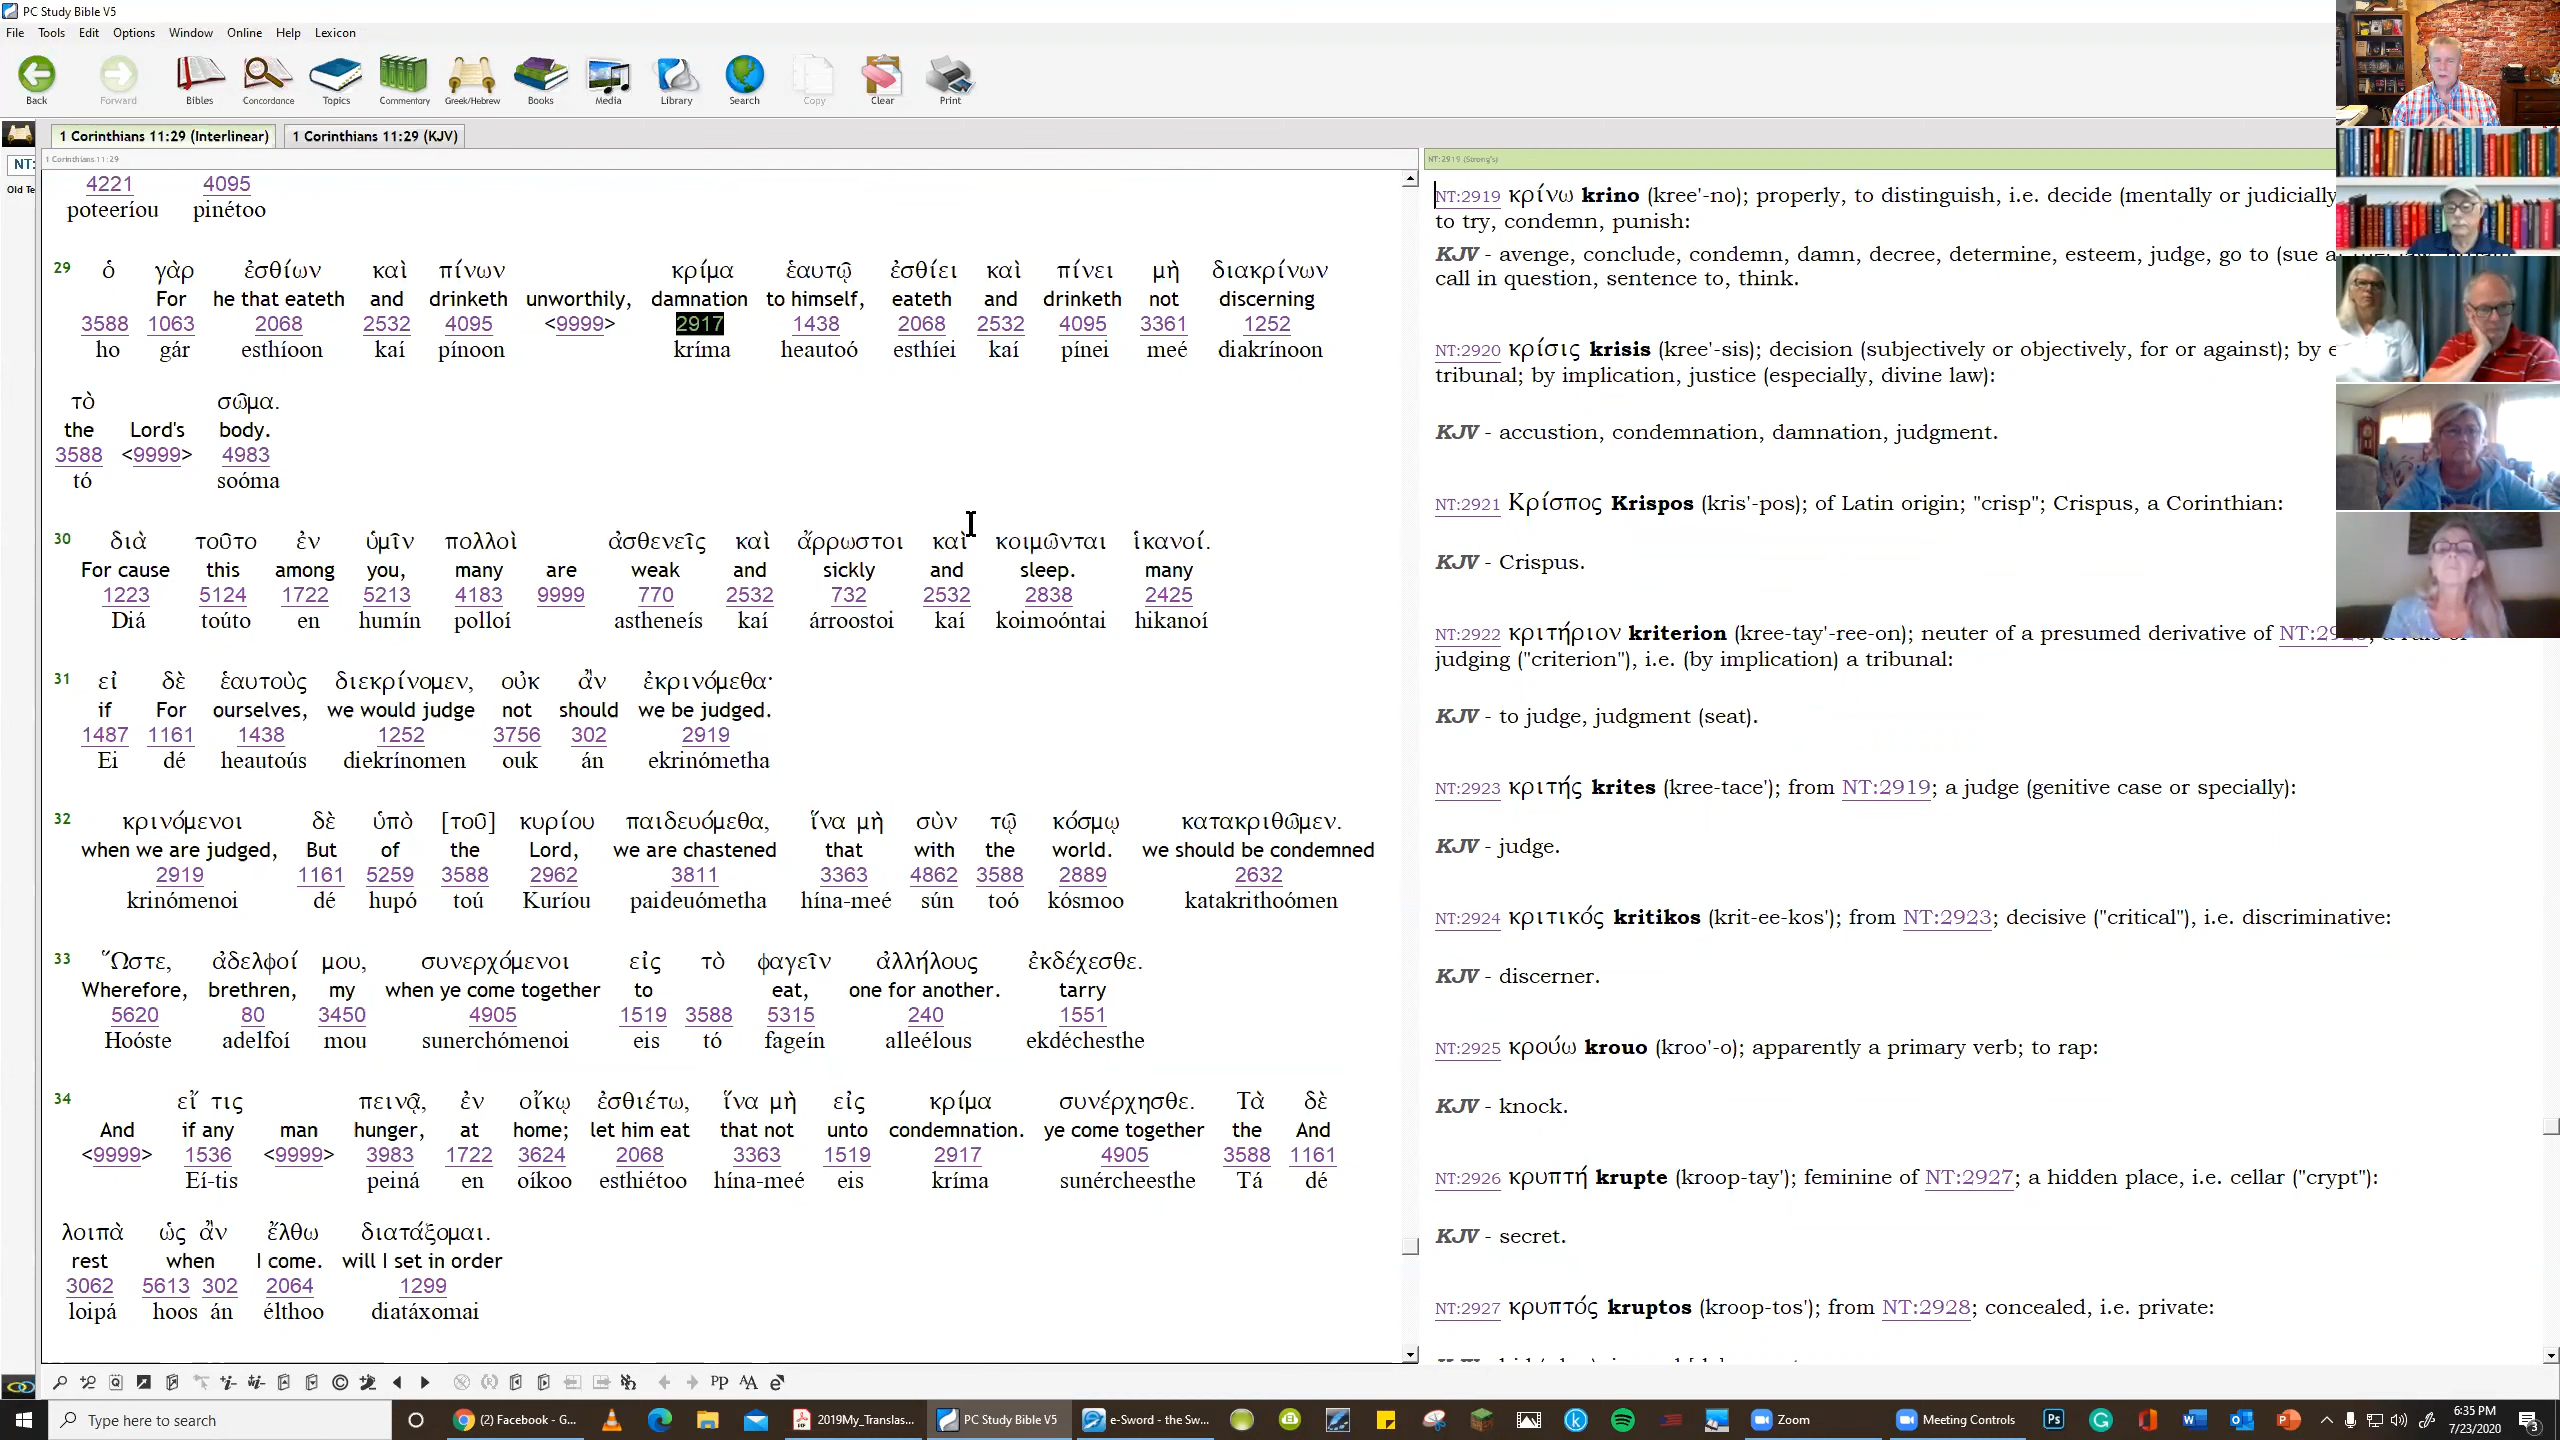 PC Study Bible V5
File Tools Edit Options Window Online Help Lexicon
Back Forward Bibles Concordance Topics Commentary Greek/Hebrew Books Media Library Search Copy Clear Print
1 Corinthians 11:29 (Interlinear) 1 Corinthians 11:29 (KJV)
NT:
Old Te
1 Corinthians 11:29
4221 4095
poteeríou pinétoo
29 ὁ γὰρ ἐσθίων καὶ πίνων κρίμα ἑαυτῷ ἐσθίει καὶ πίνει μὴ διακρίνων
For he that eateth and drinketh unworthily, damnation to himself, eateth and drinketh not discerning
3588 1063 2068 2532 4095 <9999> 2917 1438 2068 2532 4095 3361 1252
ho gár esthíoon kaí pínoon kríma heautoó esthíei kaí pínei meé diakrínoon
τὸ σῶμα.
the Lord's body.
3588 <9999> 4983
tó soóma
30 διὰ τοῦτο ἐν ὑμῖν πολλοὶ ἀσθενεῖς καὶ ἄρρωστοι καὶ κοιμῶνται ἱκανοί.
For cause this among you, many are weak and sickly and sleep. many
1223 5124 1722 5213 4183 9999 770 2532 732 2532 2838 2425
Diá toúto en humín polloí astheneís kaí árroostoi kaí koimoóntai hikanoí
31 εἰ δὲ ἑαυτοὺς διεκρίνομεν, οὐκ ἂν ἐκρινόμεθα·
if For ourselves, we would judge not should we be judged.
1487 1161 1438 1252 3756 302 2919
Ei dé heautoús diekrínomen ouk án ekrinómetha
32 κρινόμενοι δὲ ὑπὸ [τοῦ] κυρίου παιδευόμεθα, ἵνα μὴ σὺν τῷ κόσμῳ κατακριθῶμεν.
when we are judged, But of the Lord, we are chastened that with the world. we should be condemned
2919 1161 5259 3588 2962 3811 3363 4862 3588 2889 2632
krinómenoi dé hupó toú Kuríou paideuómetha hína-meé sún toó kósmoo katakrithoómen
33 Ὥστε, ἀδελφοί μου, συνερχόμενοι εἰς τὸ φαγεῖν ἀλλήλους ἐκδέχεσθε.
Wherefore, brethren, my when ye come together to eat, one for another. tarry
5620 80 3450 4905 1519 3588 5315 240 1551
Hoóste adelfoí mou sunerchómenoi eis tó fageín alleélous ekdéchesthe
34 εἴ τις πεινᾷ, ἐν οἴκῳ ἐσθιέτω, ἵνα μὴ εἰς κρίμα συνέρχησθε. Τὰ δὲ
And if any man hunger, at home; let him eat that not unto condemnation. ye come together the And
<9999> 1536 <9999> 3983 1722 3624 2068 3363 1519 2917 4905 3588 1161
Eí-tis peiná en oíkoo esthiétoo hína-meé eis kríma sunércheesthe Tá dé
λοιπὰ ὡς ἂν ἔλθω διατάξομαι.
rest when I come. will I set in order
3062 5613 302 2064 1299
loipá hoos án élthoo diatáxomai
NT:2919 (Strong's)
NT:2919 κρίνω krino (kree'-no); properly, to distinguish, i.e. decide (mentally or judicially
to try, condemn, punish:
KJV - avenge, conclude, condemn, damn, decree, determine, esteem, judge, go to (sue a
call in question, sentence to, think.
NT:2920 κρίσις krisis (kree'-sis); decision (subjectively or objectively, for or against); by e
tribunal; by implication, justice (especially, divine law):
KJV - accustion, condemnation, damnation, judgment.
NT:2921 Κρίσπος Krispos (kris'-pos); of Latin origin; "crisp"; Crispus, a Corinthian:
KJV - Crispus.
NT:2922 κριτήριον kriterion (kree-tay'-ree-on); neuter of a presumed derivative of
judging ("criterion"), i.e. (by implication) a tribunal:
KJV - to judge, judgment (seat).
NT:2923 κριτής krites (kree-tace'); from NT:2919; a judge (genitive case or specially):
KJV - judge.
NT:2924 κριτικός kritikos (krit-ee-kos'); from NT:2923; decisive ("critical"), i.e. discriminative:
KJV - discerner.
NT:2925 κρούω krouo (kroo'-o); apparently a primary verb; to rap:
KJV - knock.
NT:2926 κρυπτή krupte (kroop-tay'); feminine of NT:2927; a hidden place, i.e. cellar ("crypt"):
KJV - secret.
NT:2927 κρυπτός kruptos (kroop-tos'); from NT:2928; concealed, i.e. private:
PP AA
Type here to search
(2) Facebook - G... 2019My_Translas... PC Study Bible V5 e-Sword - the Sw... Zoom Meeting Controls
6:35 PM
7/23/2020
3